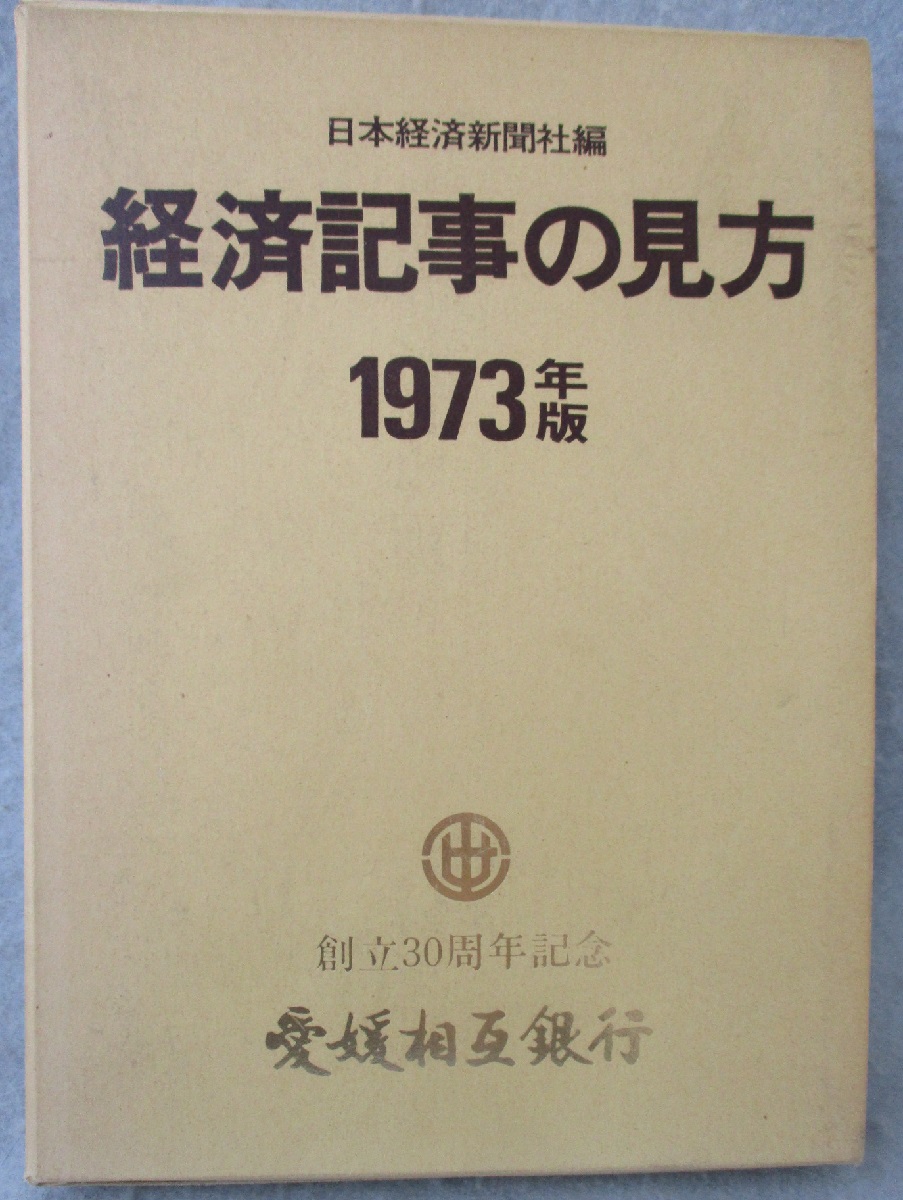 日本経済新聞社編
経済記事の見方
1973年版
創立30周年記念
愛媛相互銀行